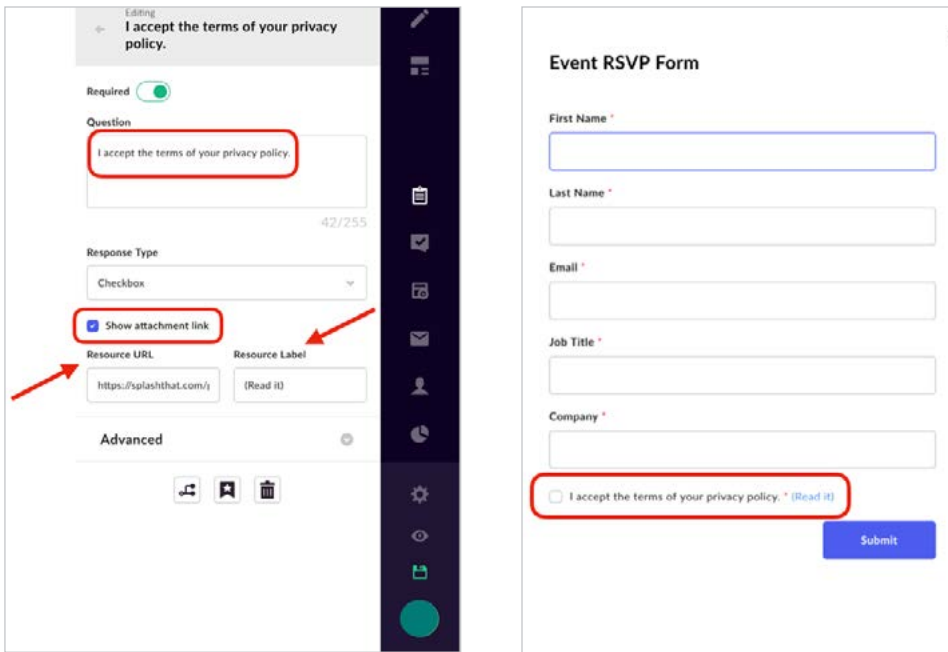 Editing
I accept the terms of your privacy
policy.
Required
Question
I accept the terms of your privacy policy.
42/255
Response Type
Checkbox
Show attachment link
Resource URL
Resource Label
https://splashthat.com/
(Read it)
Advanced
Event RSVP Form
First Name *
Last Name *
Email *
Job Title *
Company *
I accept the terms of your privacy policy. * (Read it)
Submit